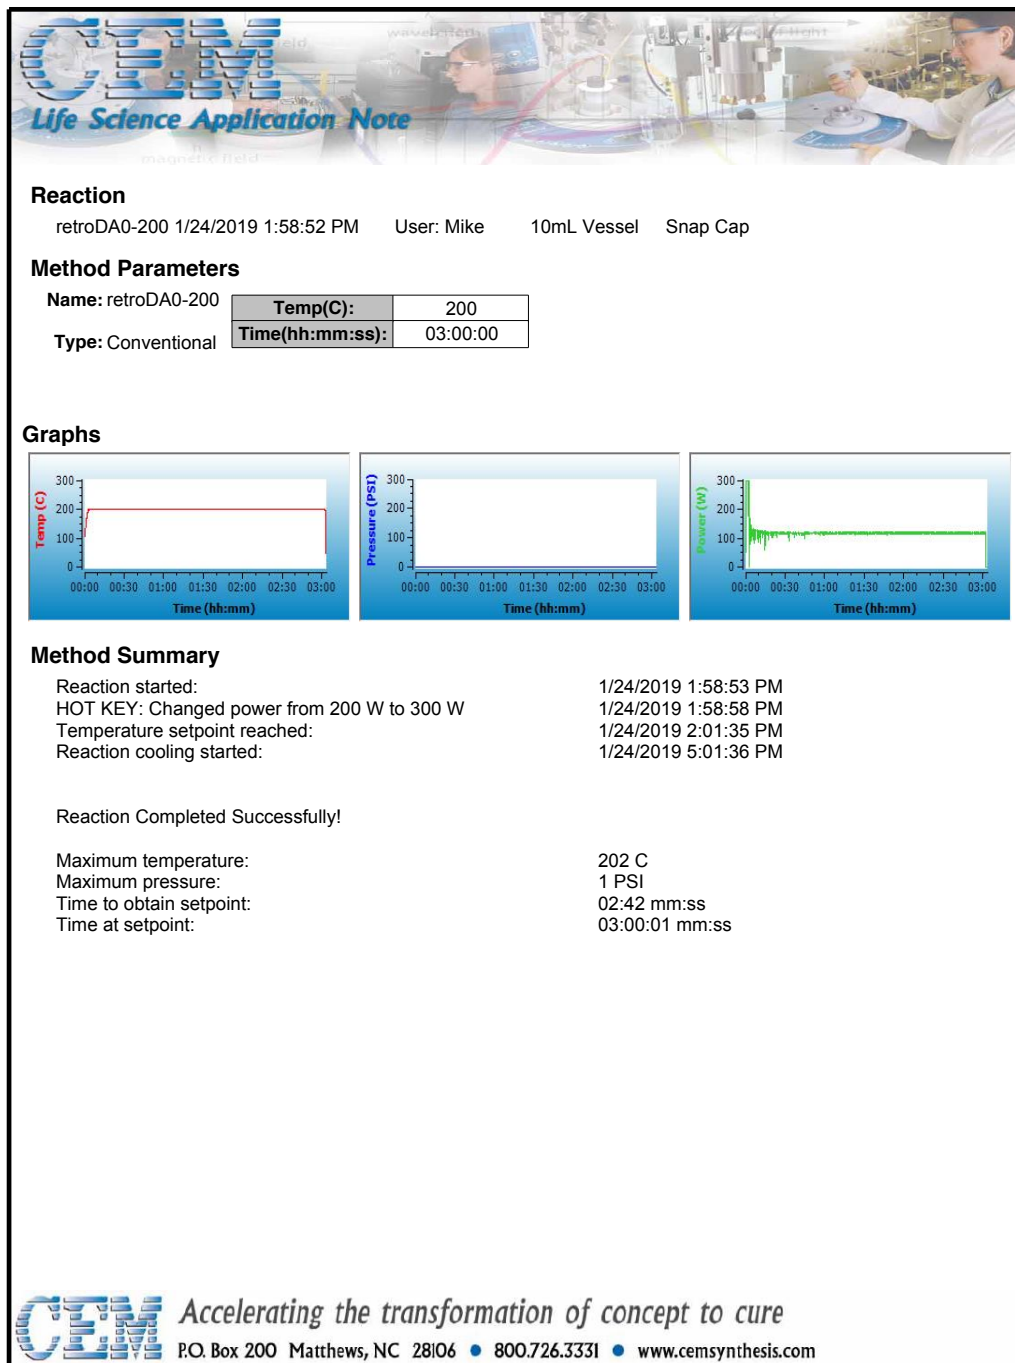 CEM
Life Science Application Note
magnetic field
Reaction
retroDA0-200 1/24/2019 1:58:52 PM User: Mike 10mL Vessel Snap Cap
Method Parameters
Name: retroDA0-200
Temp(C): 200
Type: Conventional
Time(hh:mm:ss): 03:00:00
Graphs
Temp (C)
300
200
100
0
00:00 00:30 01:00 01:30 02:00 02:30 03:00
Time (hh:mm)
Pressure (PSI)
300
200
100
0
00:00 00:30 01:00 01:30 02:00 02:30 03:00
Time (hh:mm)
Power (W)
300
200
100
0
00:00 00:30 01:00 01:30 02:00 02:30 03:00
Time (hh:mm)
Method Summary
Reaction started: 1/24/2019 1:58:53 PM
HOT KEY: Changed power from 200 W to 300 W 1/24/2019 1:58:58 PM
Temperature setpoint reached: 1/24/2019 2:01:35 PM
Reaction cooling started: 1/24/2019 5:01:36 PM
Reaction Completed Successfully!
Maximum temperature: 202 C
Maximum pressure: 1 PSI
Time to obtain setpoint: 02:42 mm:ss
Time at setpoint: 03:00:01 mm:ss
CEM
Accelerating the transformation of concept to cure
P.O. Box 200 Matthews, NC 28106 • 800.726.3331 • www.cemsynthesis.com